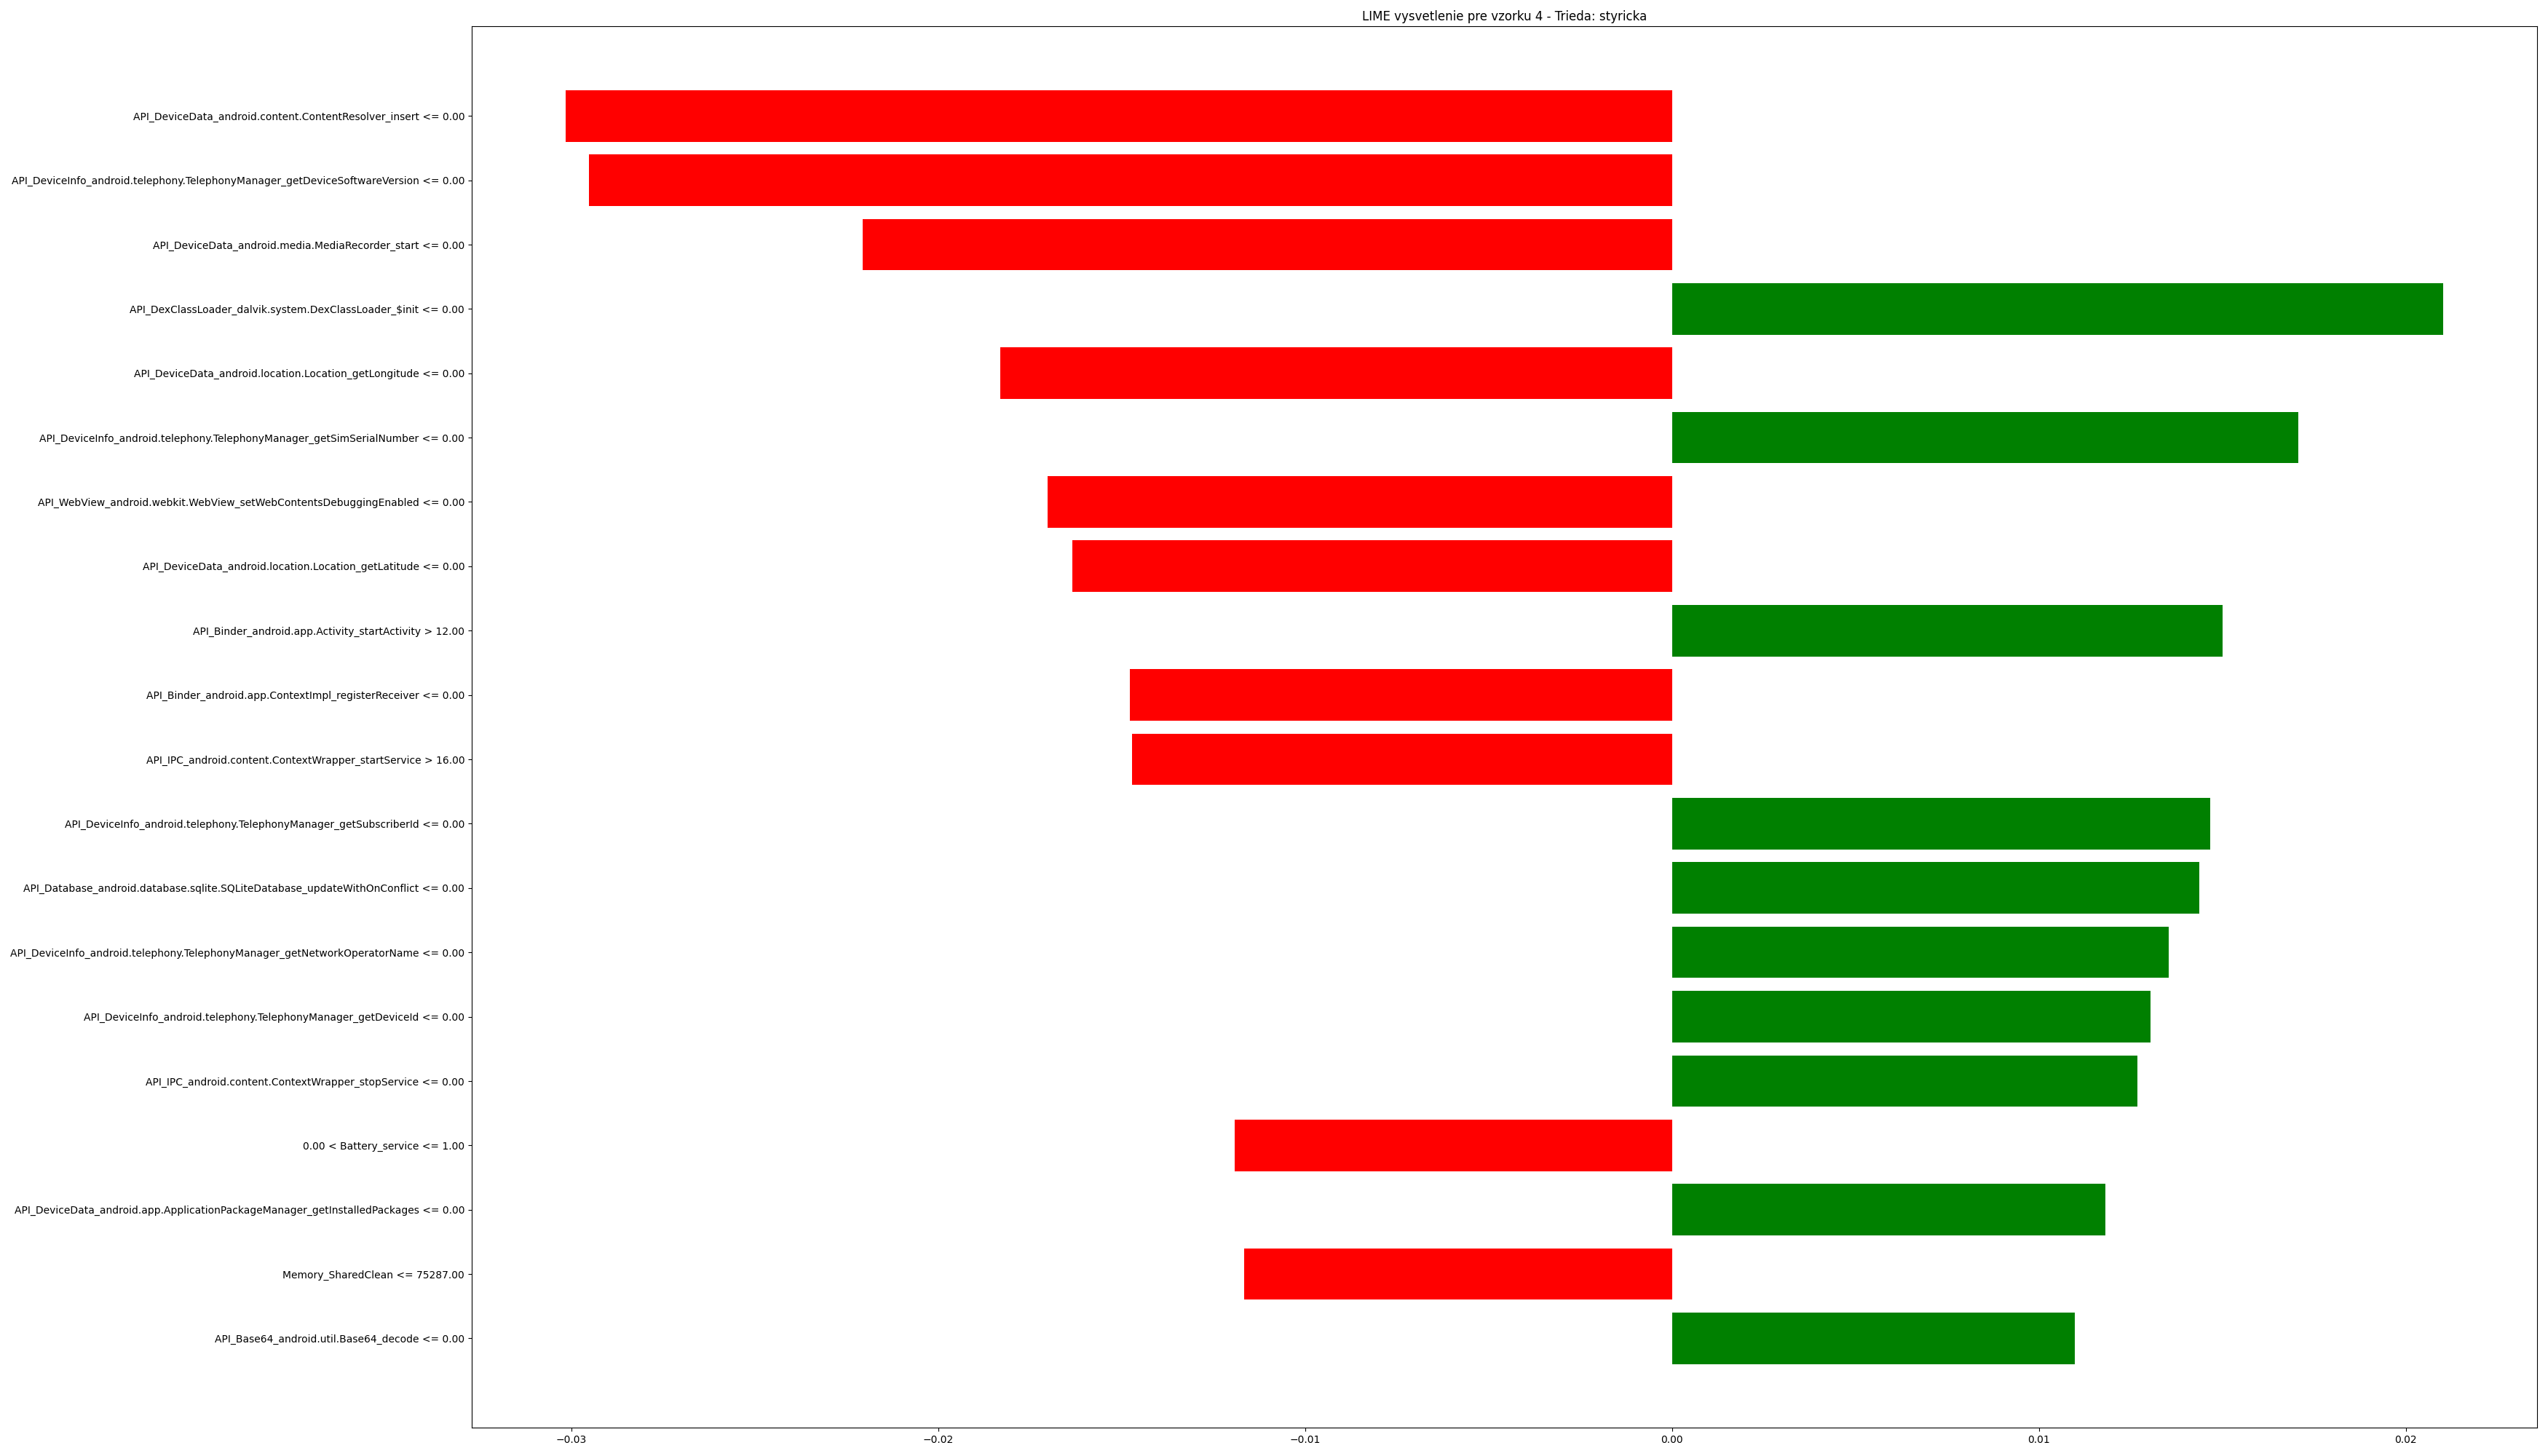 LIME vysvetlenie pre vzorku 4 - Trieda: styricka
API_DeviceData_android.content.ContentResolver_insert <= 0.00
API_DeviceInfo_android.telephony.TelephonyManager_getDeviceSoftwareVersion <= 0.00
API_DeviceData_android.media.MediaRecorder_start <= 0.00
API_DexClassLoader_dalvik.system.DexClassLoader_$init <= 0.00
API_DeviceData_android.location.Location_getLongitude <= 0.00
API_DeviceInfo_android.telephony.TelephonyManager_getSimSerialNumber <= 0.00
API_WebView_android.webkit.WebView_setWebContentsDebuggingEnabled <= 0.00
API_DeviceData_android.location.Location_getLatitude <= 0.00
API_Binder_android.app.Activity_startActivity > 12.00
API_Binder_android.app.ContextImpl_registerReceiver <= 0.00
API_IPC_android.content.ContextWrapper_startService > 16.00
API_DeviceInfo_android.telephony.TelephonyManager_getSubscriberId <= 0.00
API_Database_android.database.sqlite.SQLiteDatabase_updateWithOnConflict <= 0.00
API_DeviceInfo_android.telephony.TelephonyManager_getNetworkOperatorName <= 0.00
API_DeviceInfo_android.telephony.TelephonyManager_getDeviceId <= 0.00
API_IPC_android.content.ContextWrapper_stopService <= 0.00
0.00 < Battery_service <= 1.00
API_DeviceData_android.app.ApplicationPackageManager_getInstalledPackages <= 0.00
Memory_SharedClean <= 75287.00
API_Base64_android.util.Base64_decode <= 0.00
−0.03 −0.02 −0.01 0.00 0.01 0.02